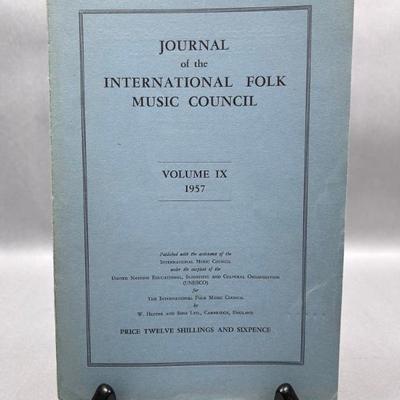 JOURNAL
of the
INTERNATIONAL FOLK
MUSIC COUNCIL
VOLUME IX
1957
Published with the assistance of the
INTERNATIONAL MUSIC COUNCIL
under the auspices of the
UNITED NATIONS EDUCATIONAL, SCIENTIFIC AND CULTURAL ORGANISATION
(UNESCO)
for
THE INTERNATIONAL FOLK MUSIC COUNCIL
by
W. HEFFER AND SONS LTD., CAMBRIDGE, ENGLAND
PRICE TWELVE SHILLINGS AND SIXPENCE